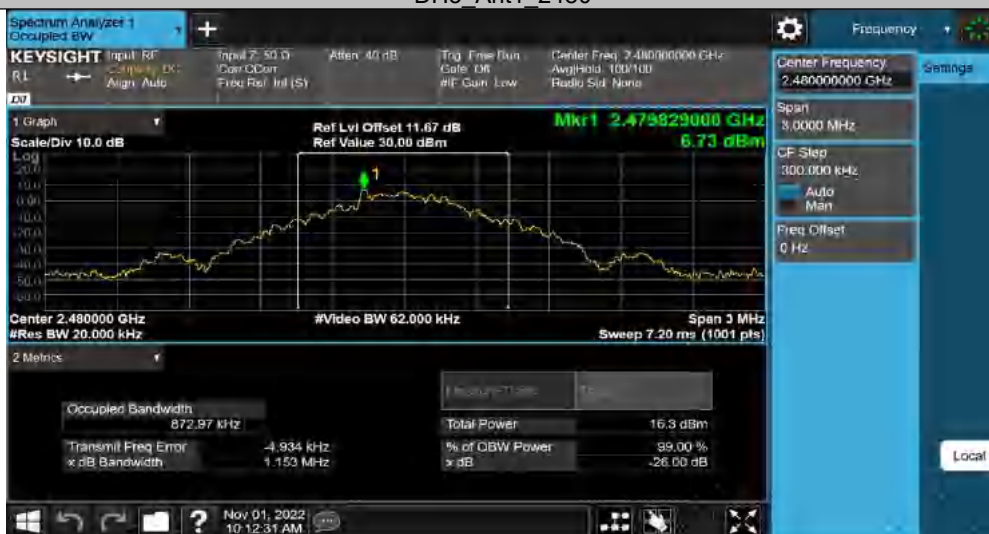 Spectrum Analyzer 1
Occupied BW
KEYSIGHT Input: RF
R L
Align: Auto
Input Z: 50 Ω
Corr CCorr
Freq Ref: Int (S)
Atten: 40 dB
Trig: Free Run
Gate: Off
#IF Gain: Low
Center Freq: 2.480000000 GHz
Avg|Hold: 100/100
Radio Std: None
1 Graph
Scale/Div 10.0 dB
Ref Lvl Offset 11.67 dB
Ref Value 30.00 dBm
Mkr1 2.479829000 GHz
6.73 dBm
Log
1
Center 2.480000 GHz
#Res BW 20.000 kHz
#Video BW 62.000 kHz
Span 3 MHz
Sweep 7.20 ms (1001 pts)
2 Metrics
Occupied Bandwidth
872.97 kHz
Transmit Freq Error -4.934 kHz
x dB Bandwidth 1.153 MHz
Total Power 16.3 dBm
% of OBW Power 99.00 %
x dB -26.00 dB
Frequency
Center Frequency
2.480000000 GHz
Settings
Span
3.0000 MHz
CF Step
300.000 kHz
Auto
Man
Freq Offset
0 Hz
Local
?
Nov 01, 2022
10:12:31 AM